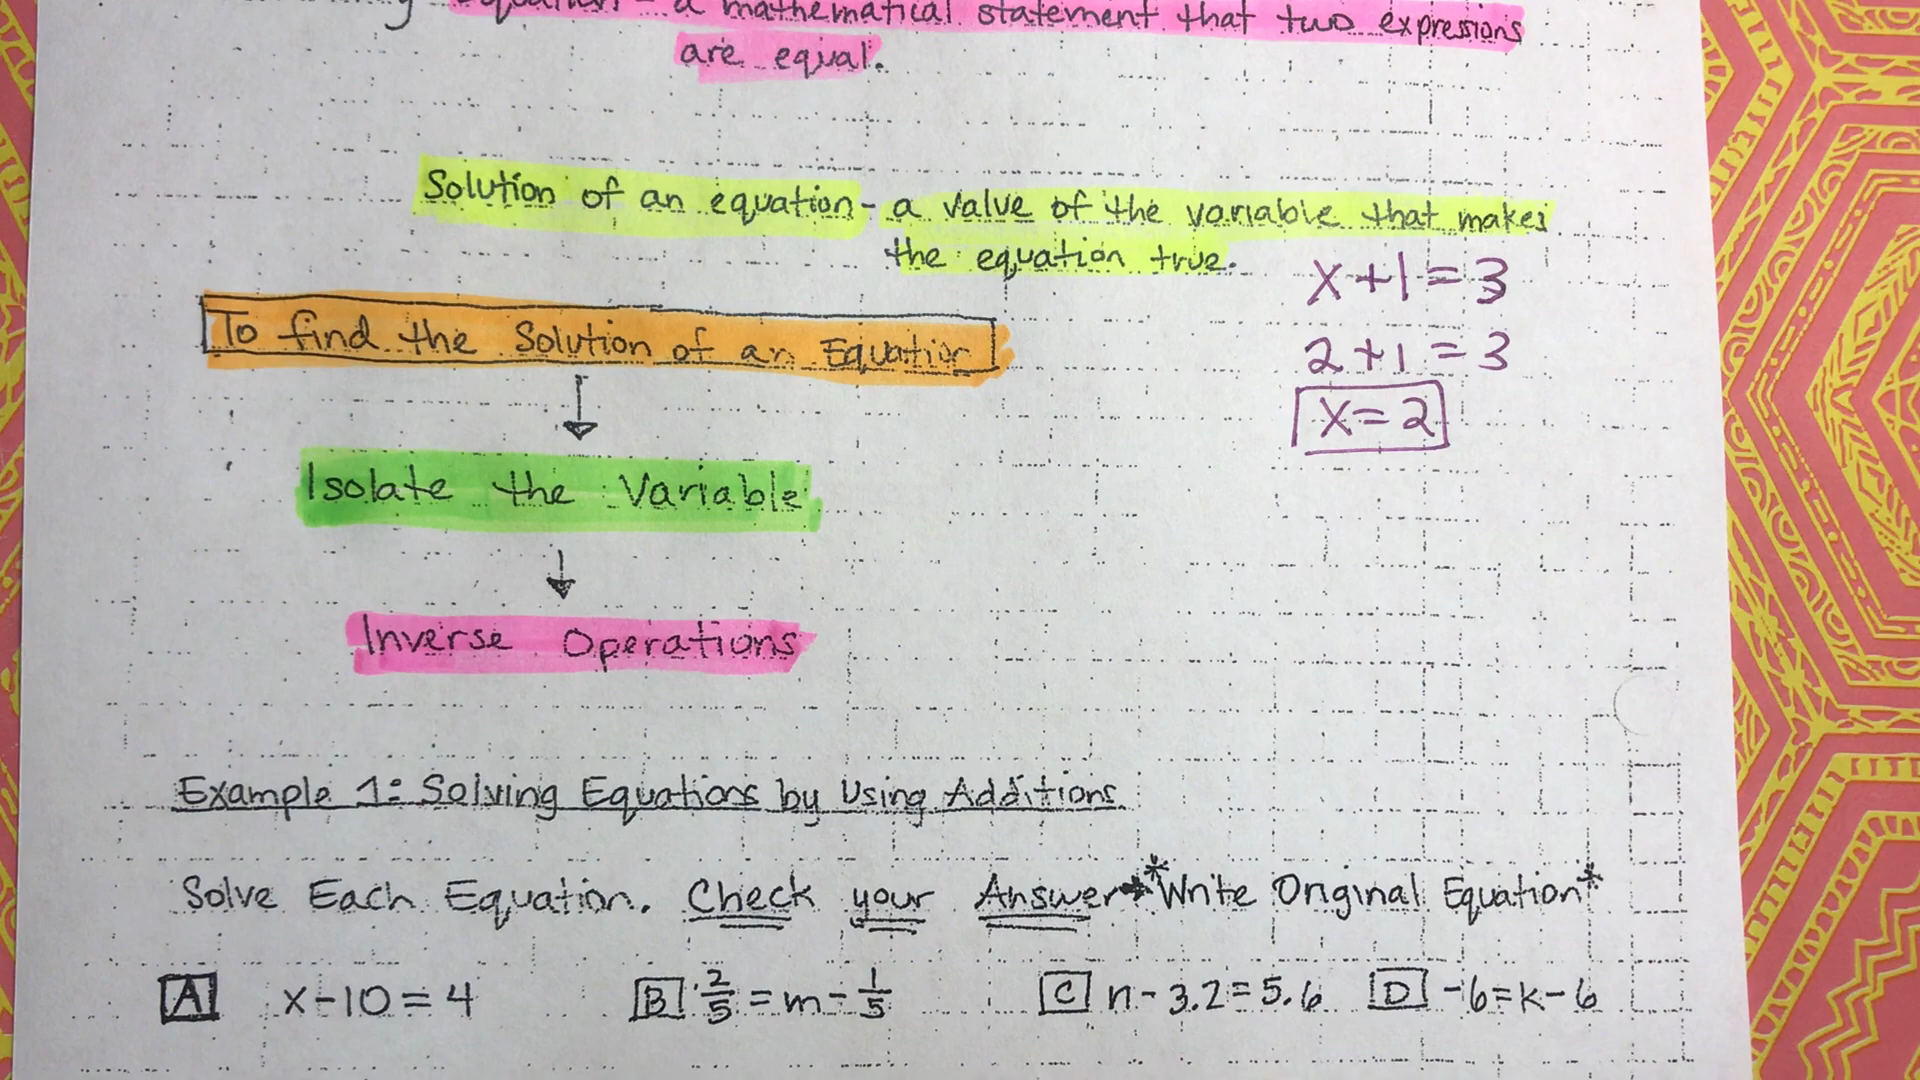 equation - a mathematical statement that two expressions
are equal.
Solution of an equation - a value of the variable that makes
the equation true.
x+1=3
2+1=3
x=2
To find the Solution of an Equation
Isolate the Variable
Inverse Operations
Example 1: Solving Equations by Using Additions
Solve Each Equation. Check your Answer → *Write Original Equation*
A x-10=4 B 2/5=m-1/5 C n-3.2=5.6 D -6=k-6